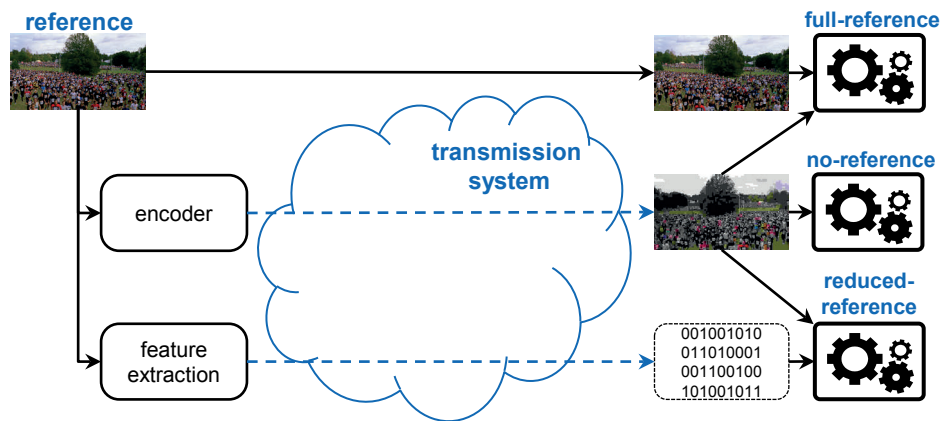 reference
full-reference
transmission
system
no-reference
encoder
reduced-
reference
feature
extraction
001001010
011010001
001100100
101001011